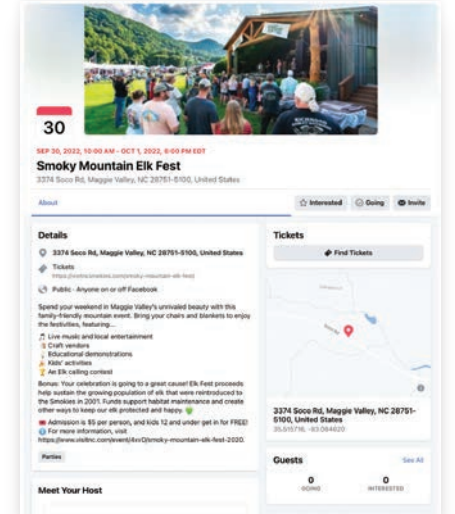 30
SEP 30, 2022, 10:00 AM - OCT 1, 2022, 6:00 PM EDT
Smoky Mountain Elk Fest
3374 Soco Rd, Maggie Valley, NC 28751-5100, United States
About
Interested
Going
Invite
Details
3374 Soco Rd, Maggie Valley, NC 28751-5100, United States
Tickets
Public · Anyone on or off Facebook
Spend your weekend in Maggie Valley's unrivaled beauty with this
family-friendly mountain event. Bring your chairs and blankets to enjoy
the festivities, featuring...
Live music and local entertainment
Craft vendors
Educational demonstrations
Kids' activities
An Elk calling contest
Bonus: Your celebration is going to a great cause! Elk Fest proceeds
help sustain the growing population of elk that were reintroduced to
the Smokies in 2001. Funds support habitat maintenance and create
other ways to keep our elk protected and happy. 💚
Admission is $5 per person, and kids 12 and under get in for FREE!
For more information, visit
Parties
Meet Your Host
Tickets
Find Tickets
3374 Soco Rd, Maggie Valley, NC 28751-
5100, United States
Guests
See All
0
GOING
0
INTERESTED